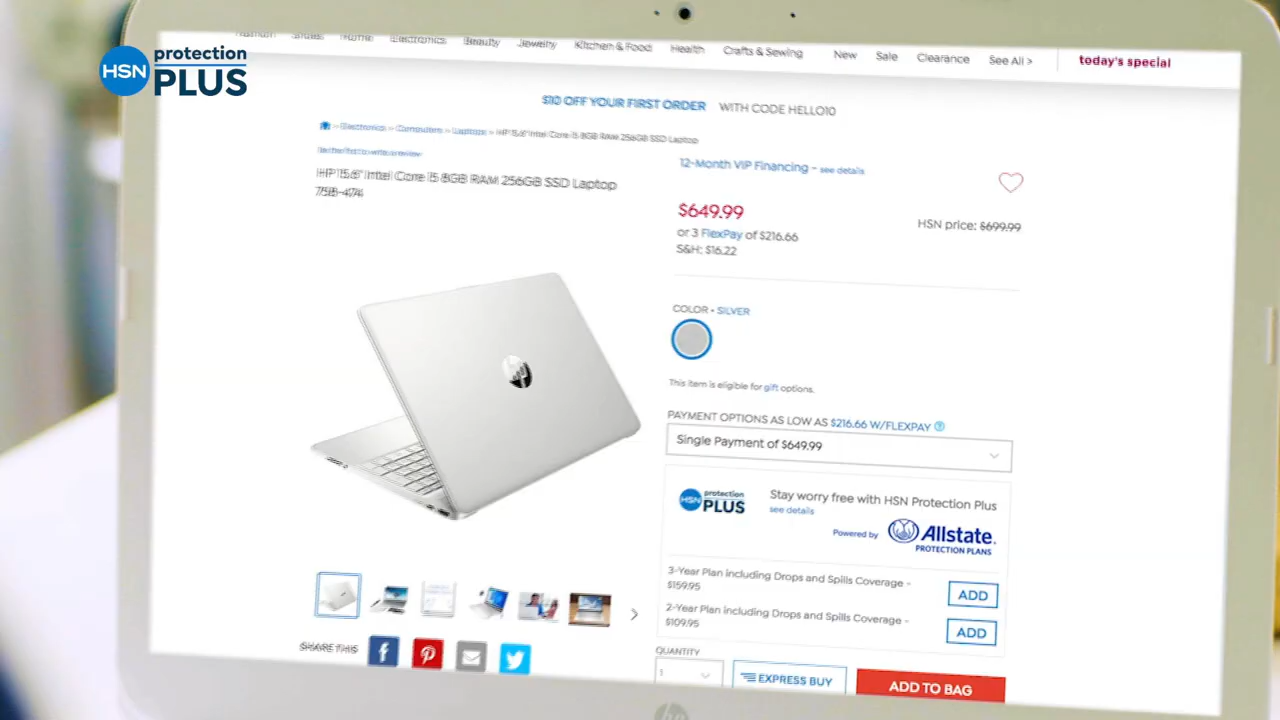 HSN protection PLUS
Fashion Shoes Home Electronics Beauty Jewelry Kitchen & Food Health Crafts & Sewing New Sale Clearance See All > today's special
$10 OFF YOUR FIRST ORDER WITH CODE HELLO10
> Electronics > Computers > Laptops > HP 15.6" Intel Core i5 8GB RAM 256GB SSD Laptop
Be the first to write a review
HP 15.6" Intel Core i5 8GB RAM 256GB SSD Laptop
758-474
12-Month VIP Financing - see details
$649.99
HSN price: $699.99
or 3 FlexPay of $216.66
S&H: $16.22
COLOR • SILVER
This item is eligible for gift options.
PAYMENT OPTIONS AS LOW AS $216.66 W/FLEXPAY ?
Single Payment of $649.99
HSN protection PLUS
Stay worry free with HSN Protection Plus
see details
Powered by Allstate.
PROTECTION PLANS
3-Year Plan including Drops and Spills Coverage -
$159.95
ADD
2-Year Plan including Drops and Spills Coverage -
$109.95
ADD
SHARE THIS
QUANTITY
1
EXPRESS BUY
ADD TO BAG
hp